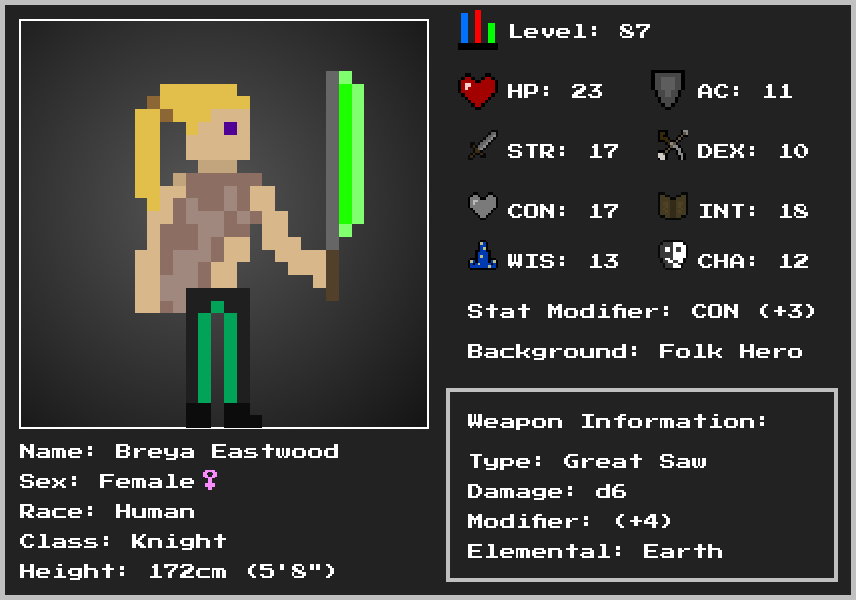 Level: 87
HP: 23 AC: 11
STR: 17 DEX: 10
CON: 17 INT: 18
WIS: 13 CHA: 12
Stat Modifier: CON (+3)
Background: Folk Hero
Weapon Information:
Type: Great Saw
Damage: d6
Modifier: (+4)
Elemental: Earth
Name: Breya Eastwood
Sex: Female♀
Race: Human
Class: Knight
Height: 172cm (5'8")